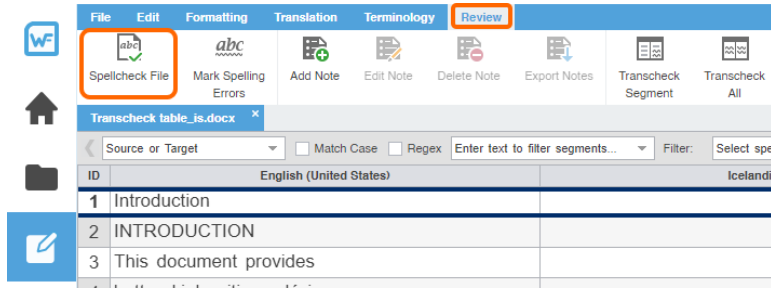 File Edit Formatting Translation Terminology Review
WF
abc abc
Spellcheck File Mark Spelling Errors Add Note Edit Note Delete Note Export Notes Transcheck Segment Transcheck All
Transcheck table_is.docx ×
Source or Target Match Case Regex Enter text to filter segments... Filter: Select spe
ID English (United States) Icelandi
1 Introduction
2 INTRODUCTION
3 This document provides